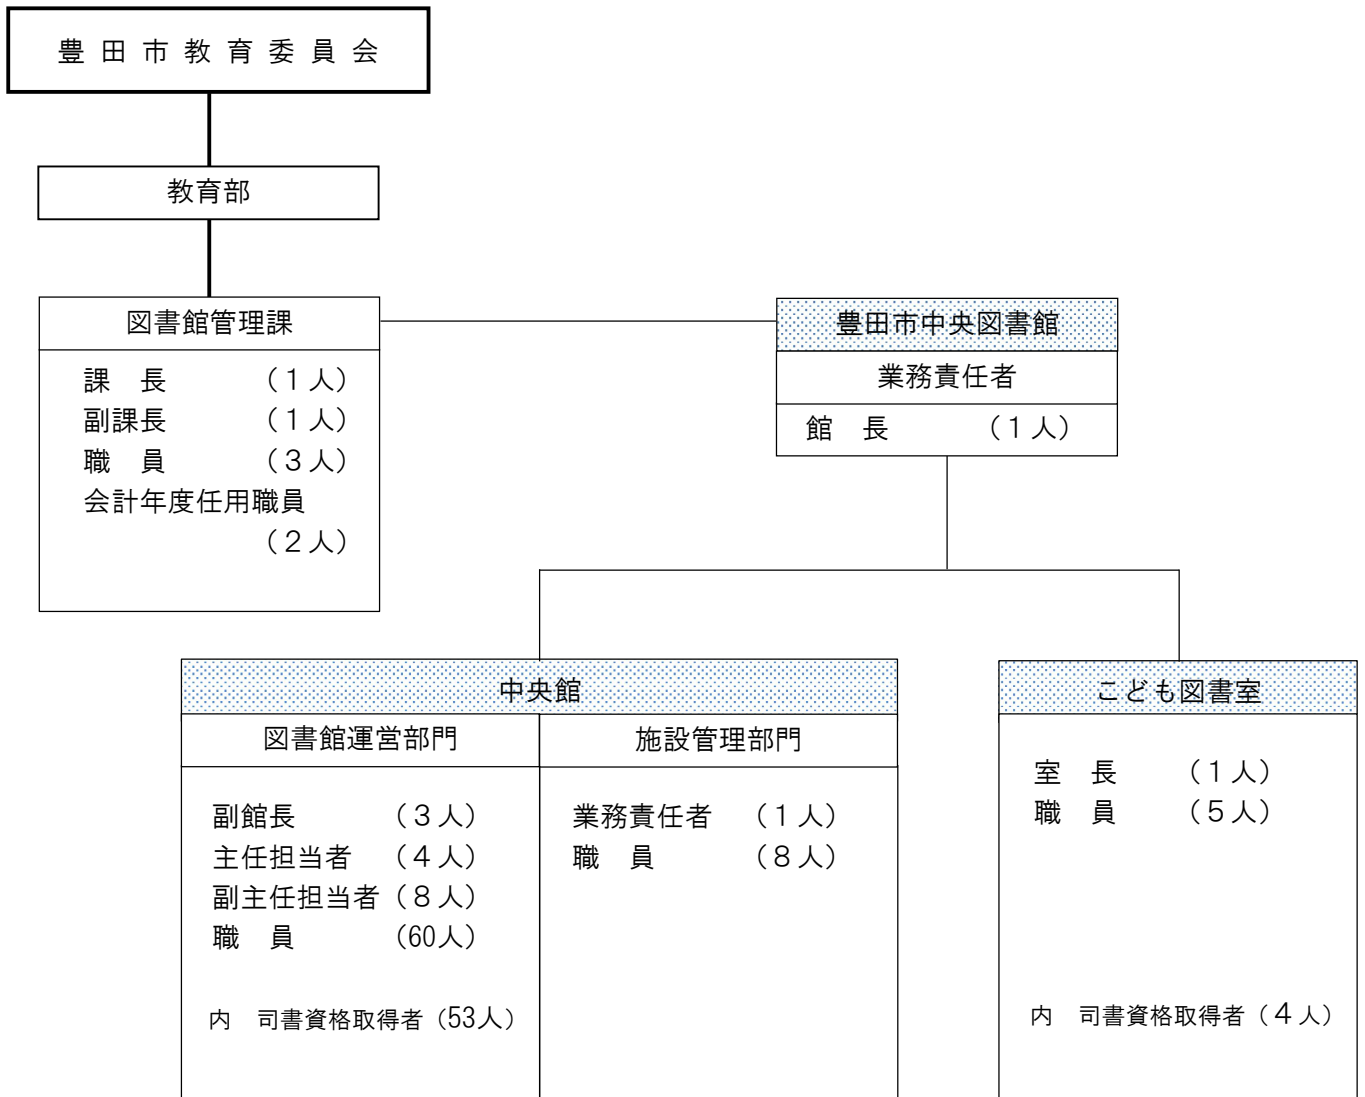 豊田市教育委員会
教育部
図書館管理課
課　長　（１人）
副課長　（１人）
職　員　（３人）
会計年度任用職員
（２人）
豊田市中央図書館
業務責任者
館　長　（１人）
中央館
図書館運営部門
副館長　（３人）
主任担当者　（４人）
副主任担当者（８人）
職　員　（60人）
内　司書資格取得者（53人）
施設管理部門
業務責任者　（１人）
職　員　（８人）
こども図書室
室　長　（１人）
職　員　（５人）
内　司書資格取得者（４人）